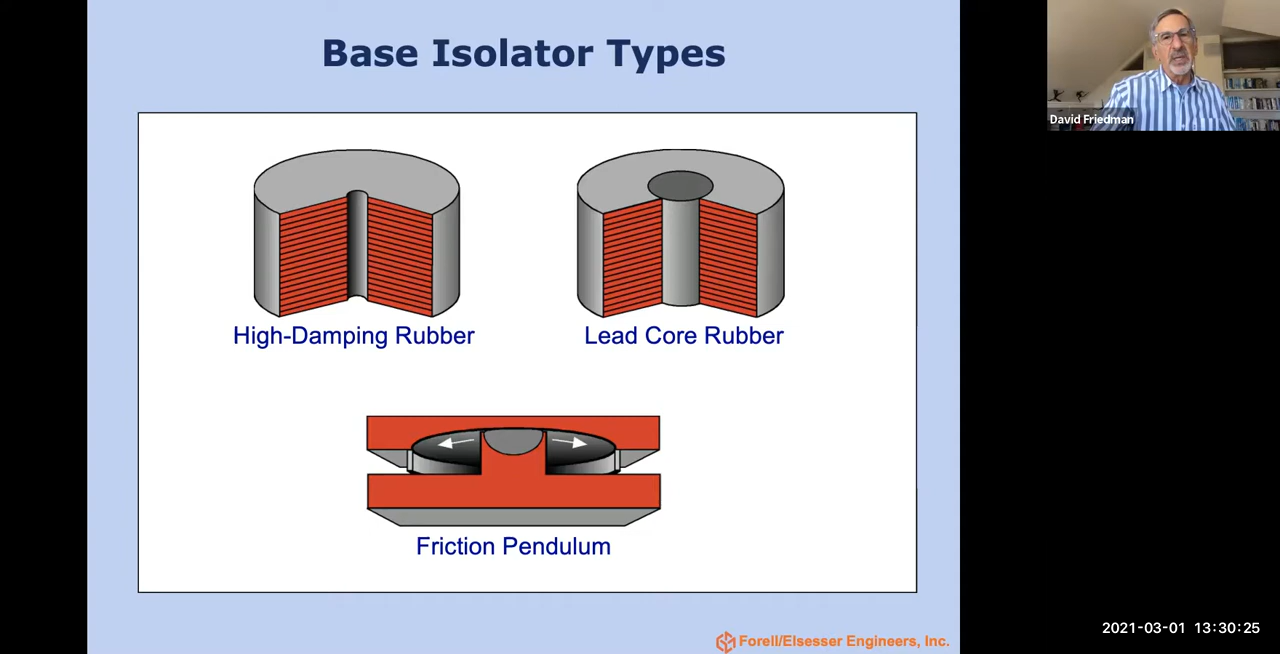 Base Isolator Types
David Friedman
High-Damping Rubber
Lead Core Rubber
Friction Pendulum
2021-03-01 13:30:25
Forell/Elsesser Engineers, Inc.